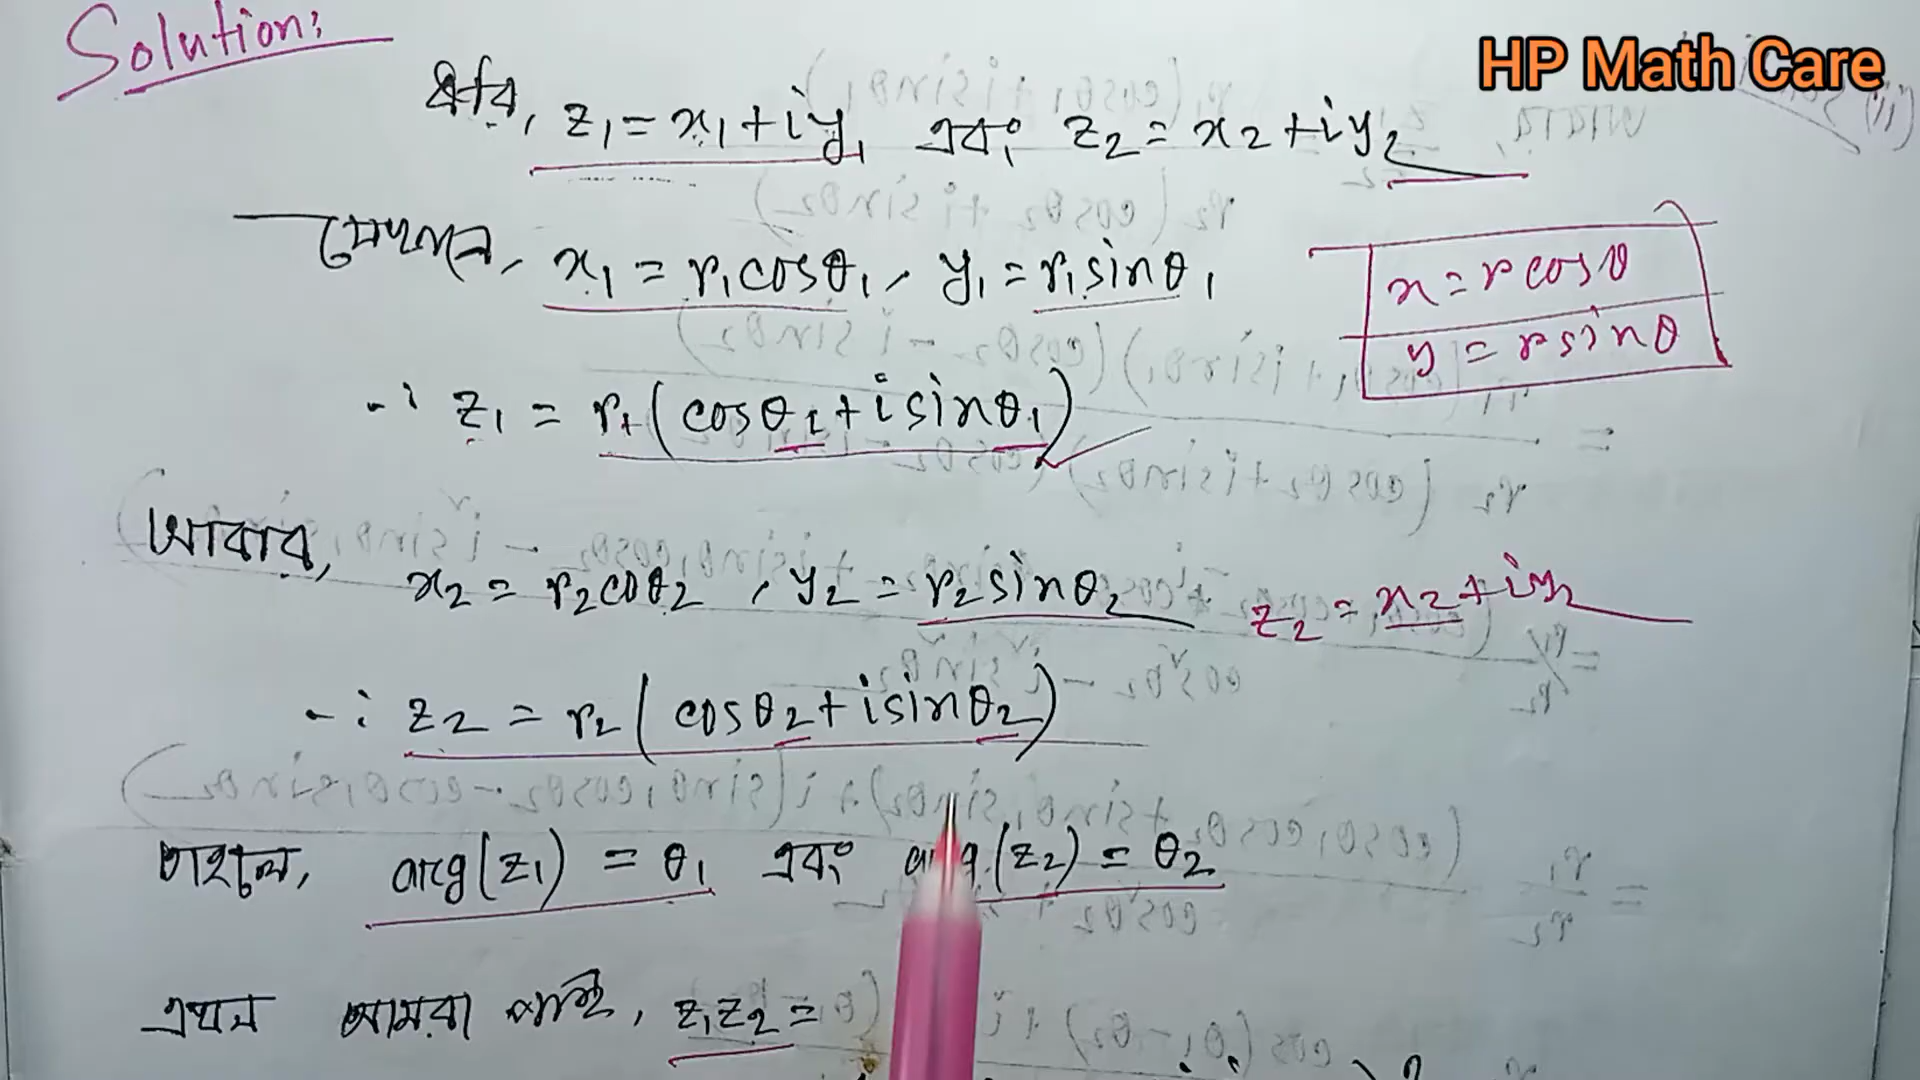 Solution:
HP Math Care
ধরি, z₁ = x₁ + iy₁ এবং z₂ = x₂ + iy₂
যেখানে, x₁ = r₁cosθ₁, y₁ = r₁sinθ₁
x = r cosθ
y = r sinθ
∴ z₁ = r₁(cosθ₁ + i sinθ₁)
আবার, x₂ = r₂coθ₂, y₂ = r₂sinθ₂ z₂ = x₂ + iy₂
∴ z₂ = r₂(cosθ₂ + i sinθ₂)
তাহলে, arg(z₁) = θ₁ এবং arg(z₂) = θ₂
এখন আমরা পাই, z₁z₂ =